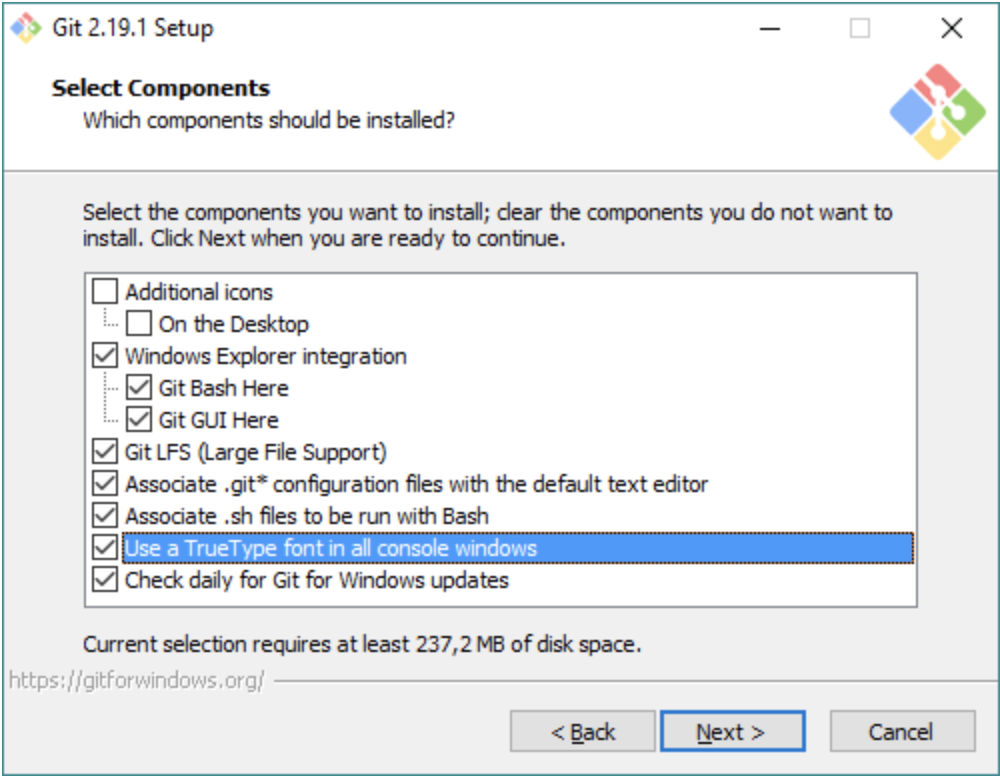 Git 2.19.1 Setup
Select Components
Which components should be installed?
Select the components you want to install; clear the components you do not want to
install. Click Next when you are ready to continue.
Additional icons
On the Desktop
Windows Explorer integration
Git Bash Here
Git GUI Here
Git LFS (Large File Support)
Associate .git* configuration files with the default text editor
Associate .sh files to be run with Bash
Use a TrueType font in all console windows
Check daily for Git for Windows updates
Current selection requires at least 237,2 MB of disk space.
https://gitforwindows.org/
< Back
Next >
Cancel